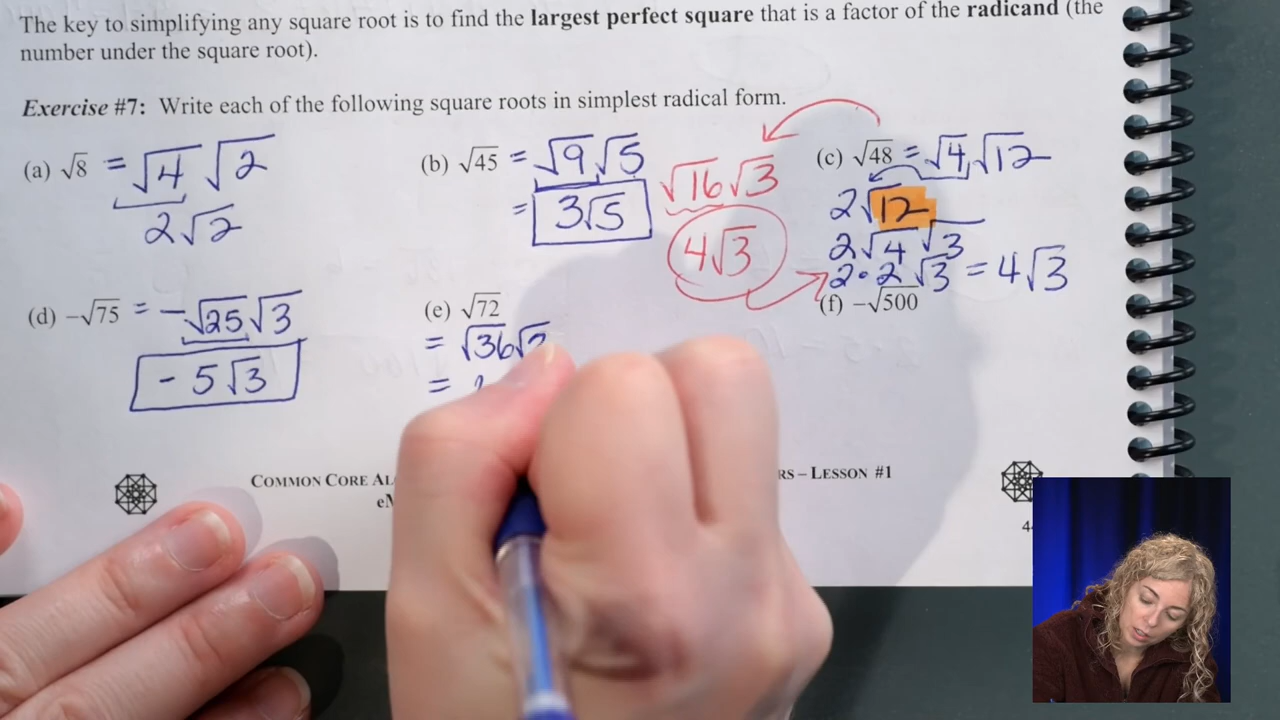 The key to simplifying any square root is to find the largest perfect square that is a factor of the radicand (the
number under the square root).
Exercise #7: Write each of the following square roots in simplest radical form.
(a) √8 = √4 √2
2√2
(b) √45 = √9 √5
= 3√5
√16 √3
4√3
(c) √48 = √4 √12
2√12
2√4 √3
2·2 √3 = 4√3
(d) -√75 = -√25 √3
- 5√3
(e) √72
= √36 √2
=
(f) -√500
COMMON CORE
RS – LESSON #1